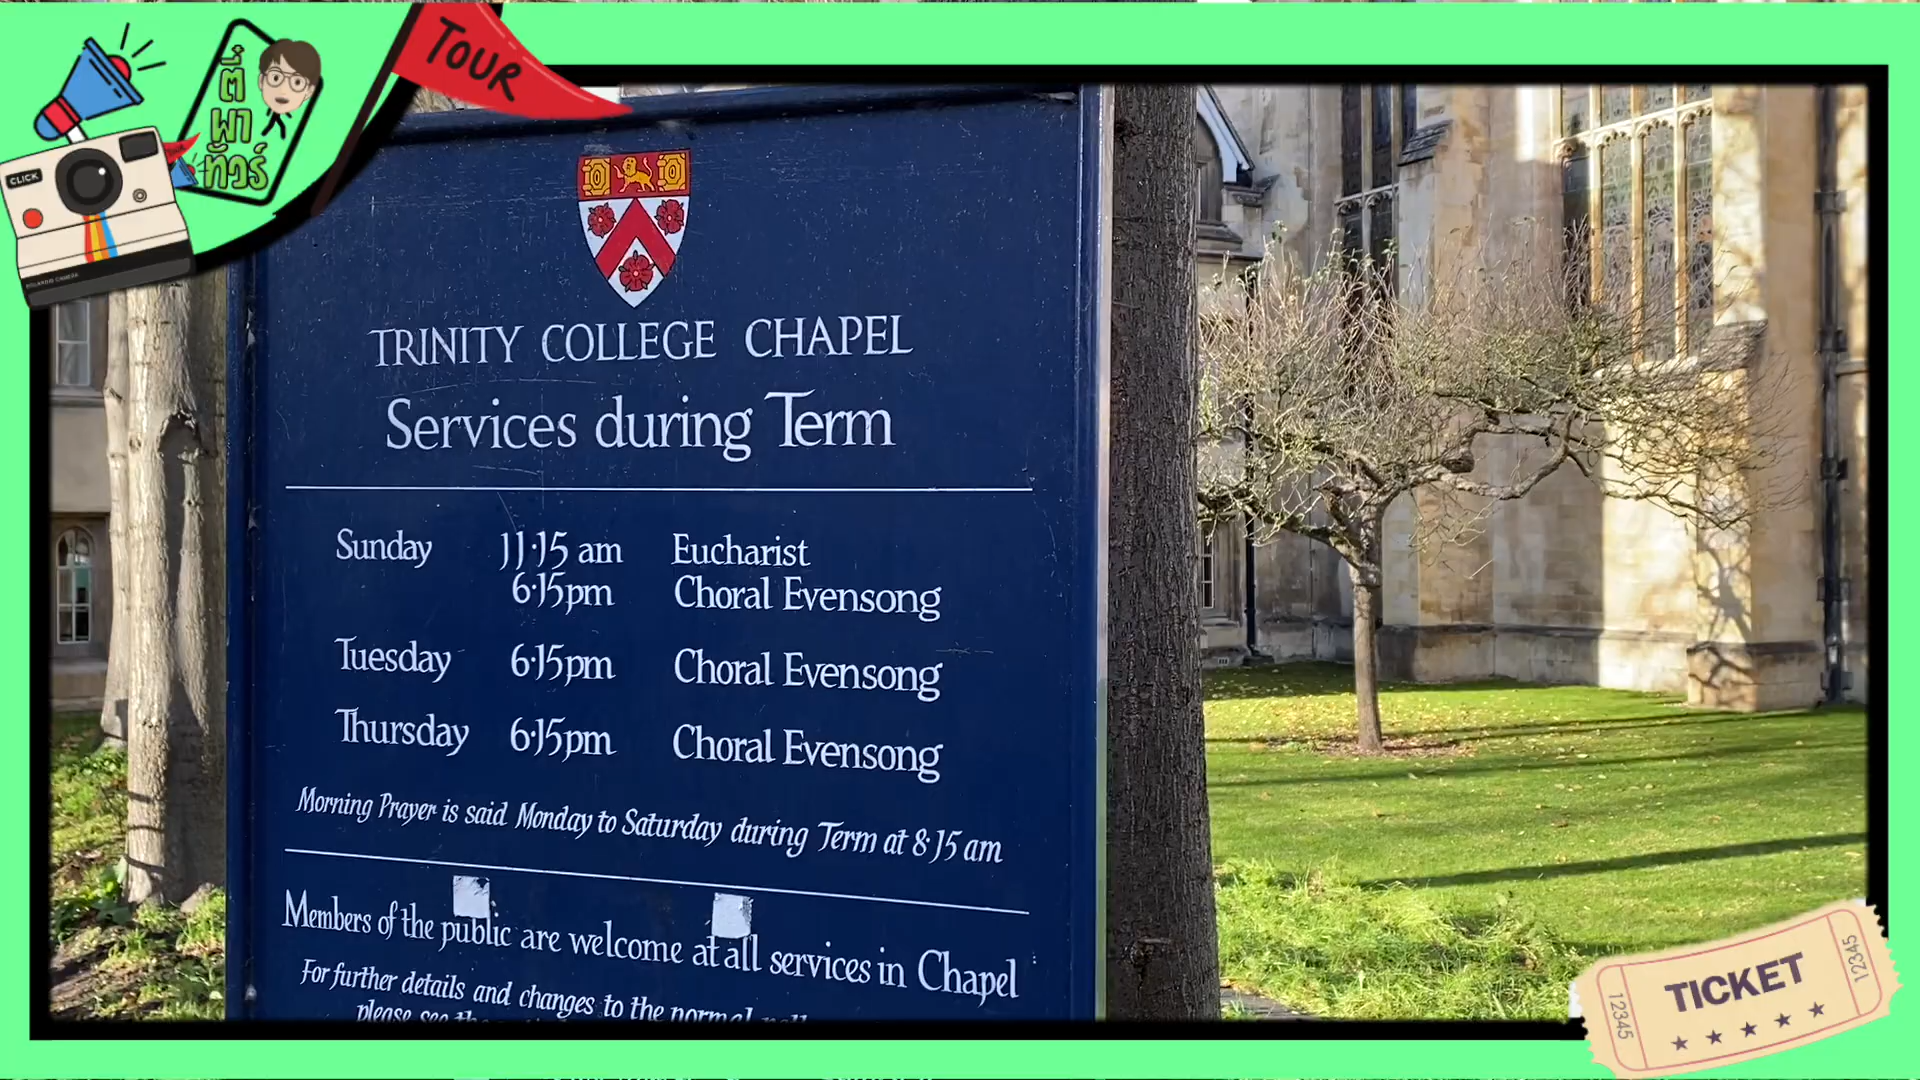 TOUR
ตี๋
พา
ทัวร์
CLICK
TRINITY COLLEGE CHAPEL
Services during Term
Sunday 11·15 am Eucharist
6·15pm Choral Evensong
Tuesday 6·15pm Choral Evensong
Thursday 6·15pm Choral Evensong
Morning Prayer is said Monday to Saturday during Term at 8·15 am
Members of the public are welcome at all services in Chapel
For further details and changes to the normal
please see the
TICKET
12345
12345